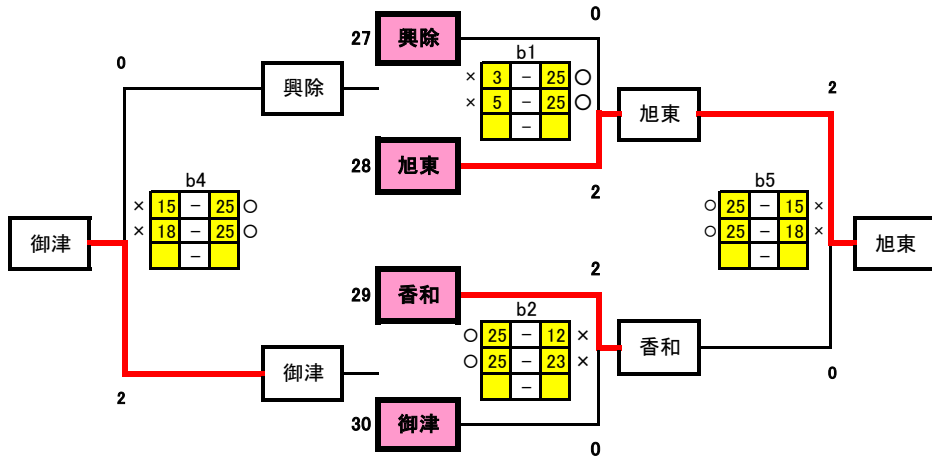 0
27 興除
b1
× 3 － 25 ○
× 5 － 25 ○
－
0
興除
旭東
2
28 旭東
2
b4
× 15 － 25 ○
× 18 － 25 ○
－
b5
○ 25 － 15 ×
○ 25 － 18 ×
－
御津
旭東
2
29 香和
b2
○ 25 － 12 ×
○ 25 － 23 ×
－
御津
香和
2
0
30 御津
0